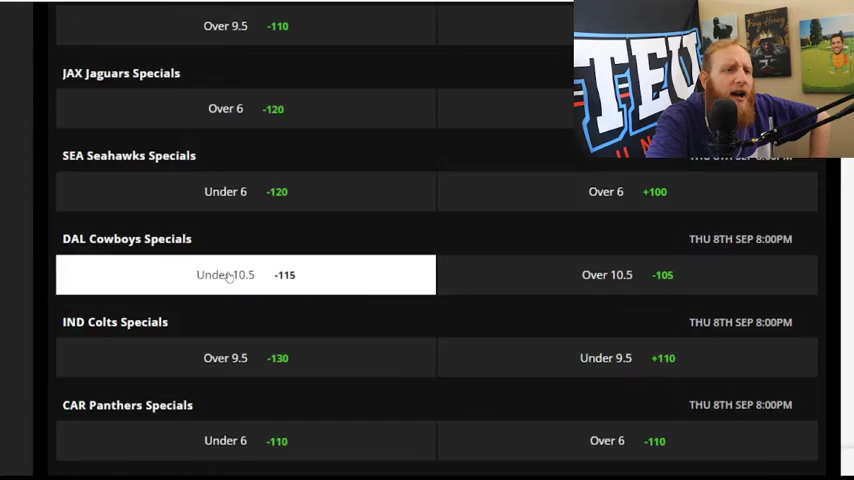 Over 9.5 -110
JAX Jaguars Specials
Over 6 -120
SEA Seahawks Specials
Under 6 -120 Over 6 +100
DAL Cowboys Specials THU 8TH SEP 8:00PM
Under 10.5 -115 Over 10.5 -105
IND Colts Specials THU 8TH SEP 8:00PM
Over 9.5 -130 Under 9.5 +110
CAR Panthers Specials THU 8TH SEP 8:00PM
Under 6 -110 Over 6 -110
King Henry